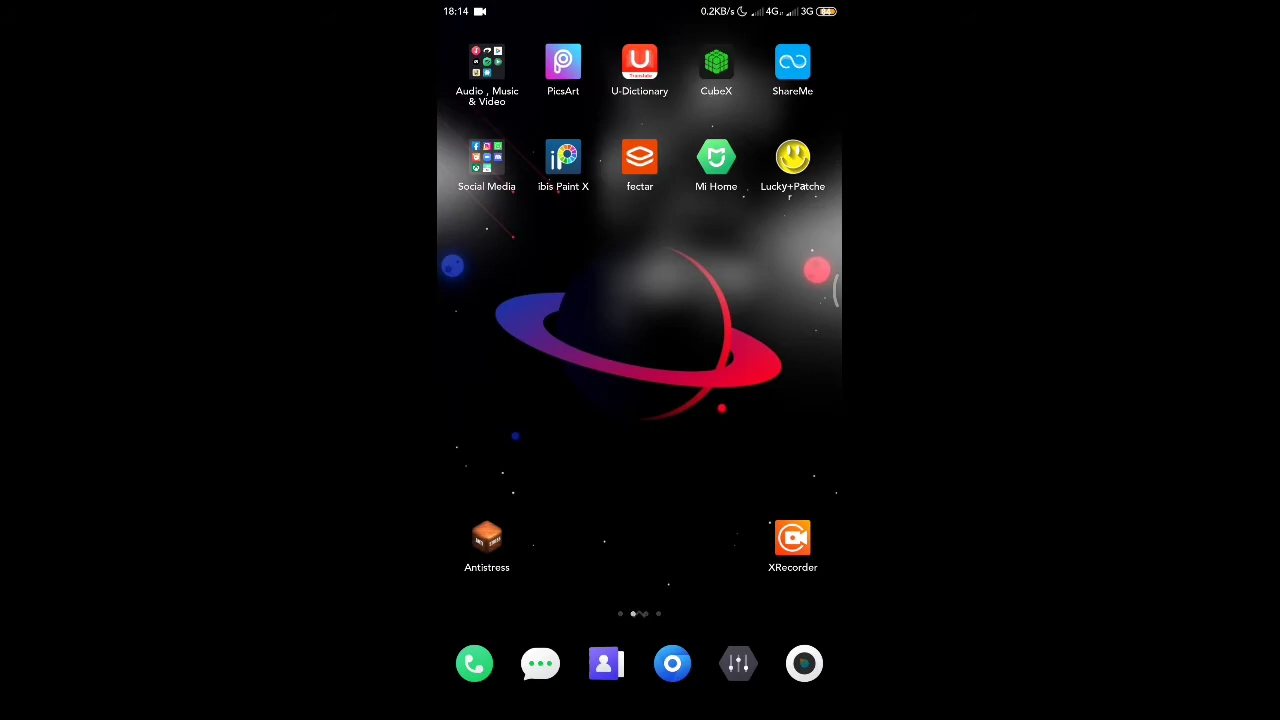 18:14 0.2KB/s 4G 3G 64
Audio , Music PicsArt U-Dictionary CubeX ShareMe
& Video
Social Media ibis Paint X fectar Mi Home Lucky+Patche
r
Antistress XRecorder